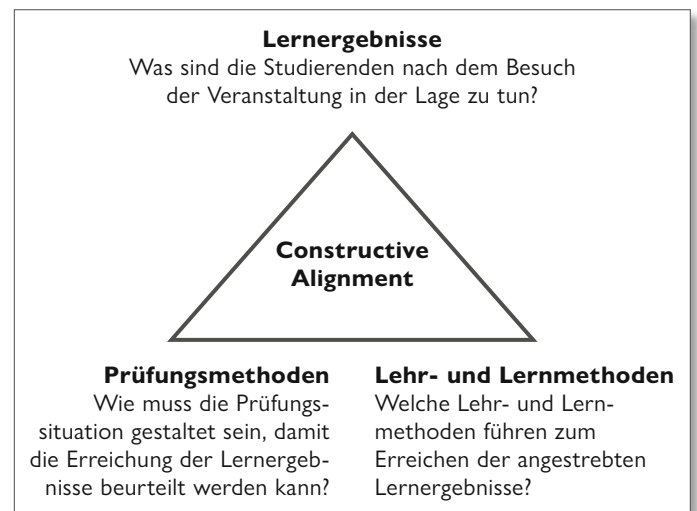 Lernergebnisse
Was sind die Studierenden nach dem Besuch
der Veranstaltung in der Lage zu tun?
Constructive
Alignment
Prüfungsmethoden
Wie muss die Prüfungs-
situation gestaltet sein, damit
die Erreichung der Lernergeb-
nisse beurteilt werden kann?
Lehr- und Lernmethoden
Welche Lehr- und Lern-
methoden führen zum
Erreichen der angestrebten
Lernergebnisse?